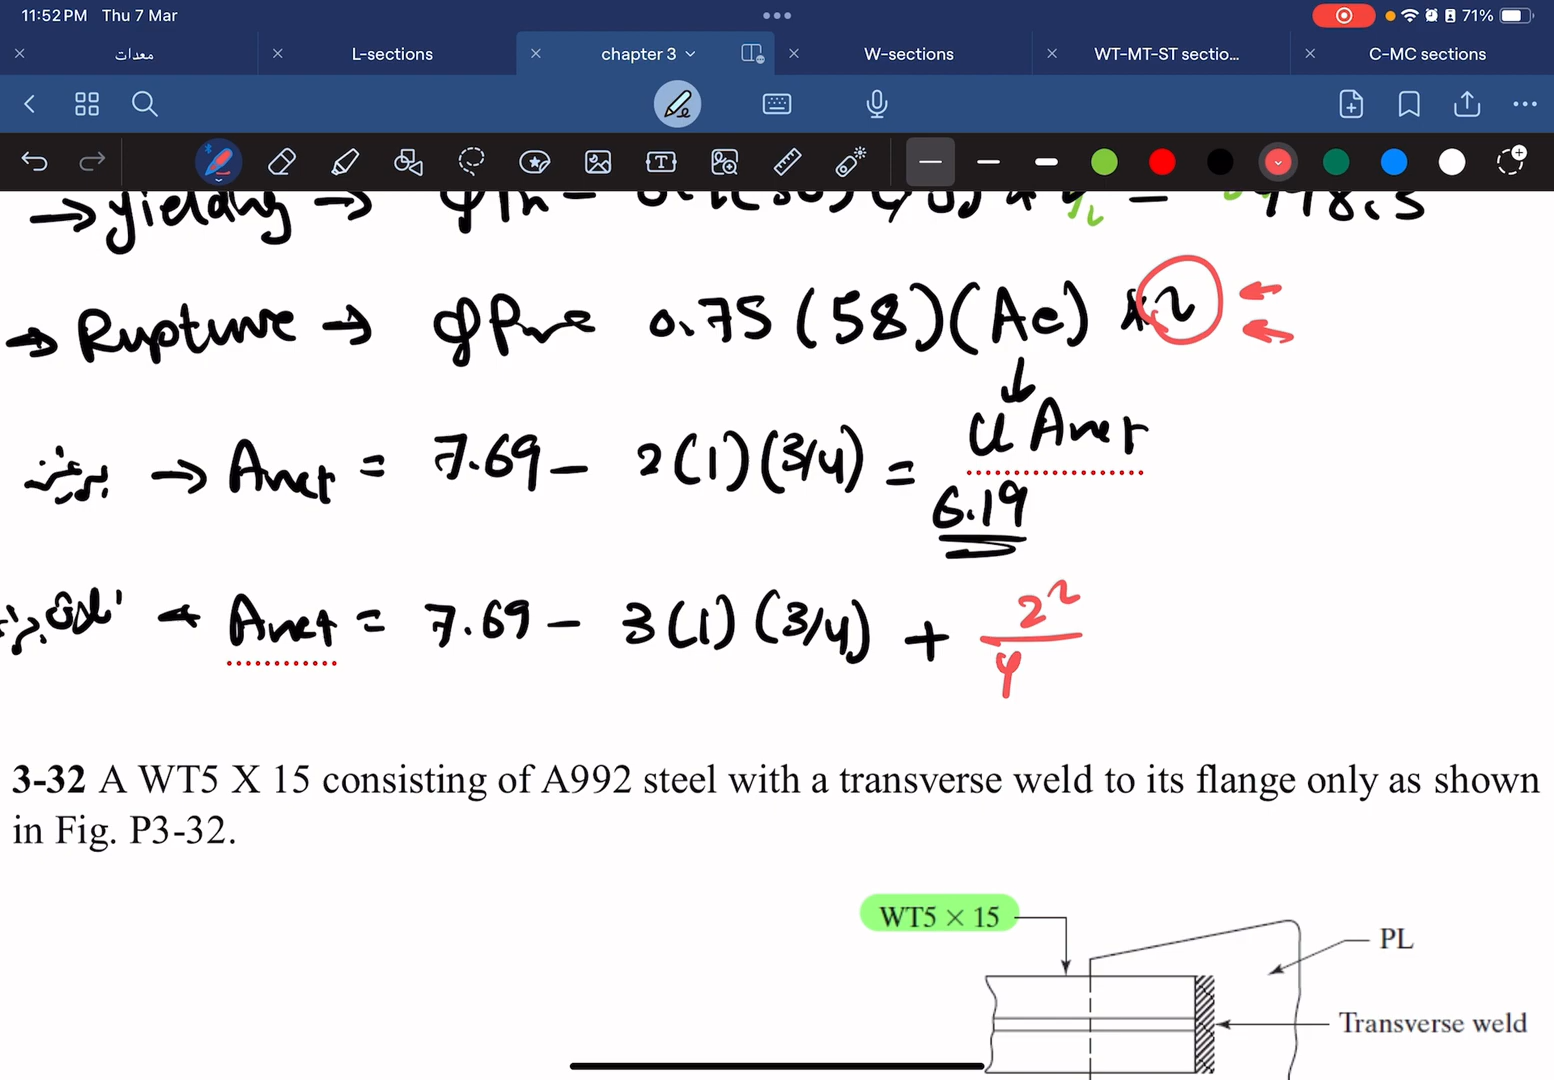 11:52 PM Thu 7 Mar
71%
معدات
L-sections
chapter 3
W-sections
WT-MT-ST sectio...
C-MC sections
→ yielding →
→ Rupture → φPn= 0.75 (58)(Ae) * 2
U Anet
→ Anet = 7.69 - 2(1)(3/4) =
6.19
Anet = 7.69 - 3(1)(3/4) + 2²/4
3-32 A WT5 X 15 consisting of A992 steel with a transverse weld to its flange only as shown
in Fig. P3-32.
WT5 × 15
PL
Transverse weld